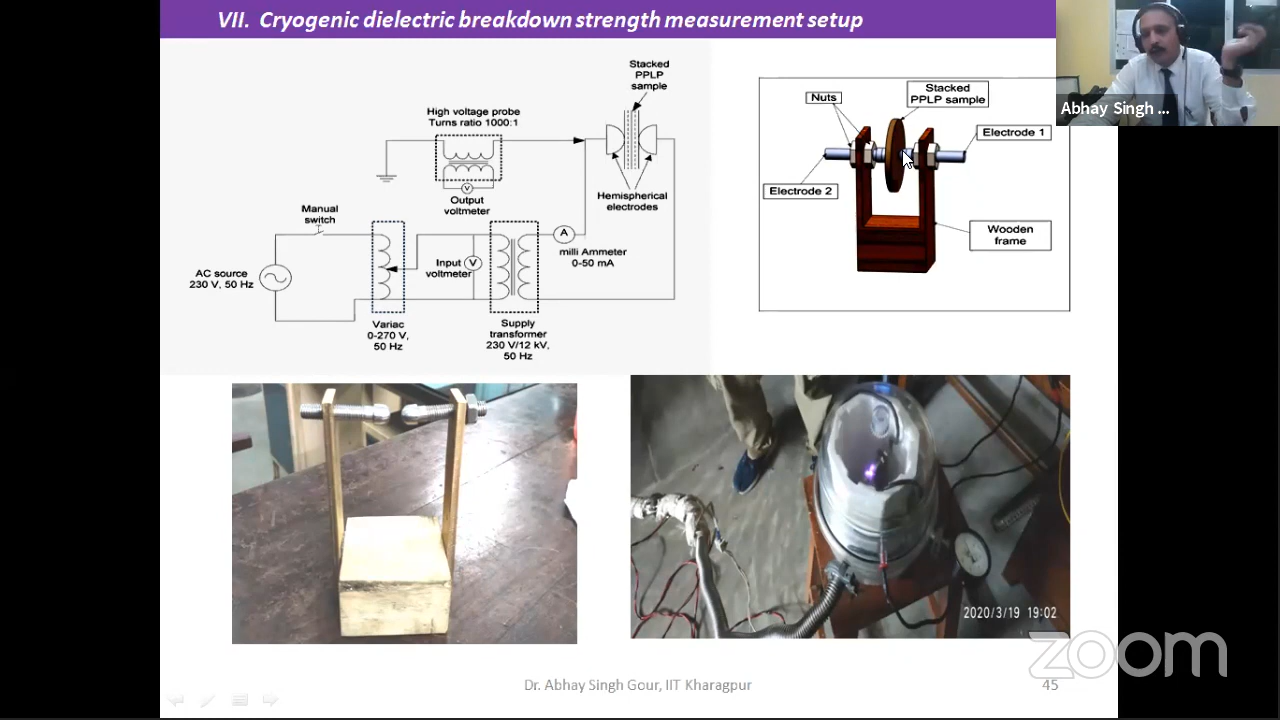 VII. Cryogenic dielectric breakdown strength measurement setup
Abhay Singh ...
Stacked
PPLP
sample
High voltage probe
Turns ratio 1000:1
V
Output
voltmeter
Hemispherical
electrodes
Manual
switch
A
milli Ammeter
0-50 mA
Input
voltmeter
V
AC source
230 V, 50 Hz
Variac
0-270 V,
50 Hz
Supply
transformer
230 V/12 kV,
50 Hz
Nuts
Stacked
PPLP sample
Electrode 1
Electrode 2
Wooden
frame
2020/3/19 19:02
zoom
Dr. Abhay Singh Gour, IIT Kharagpur
45